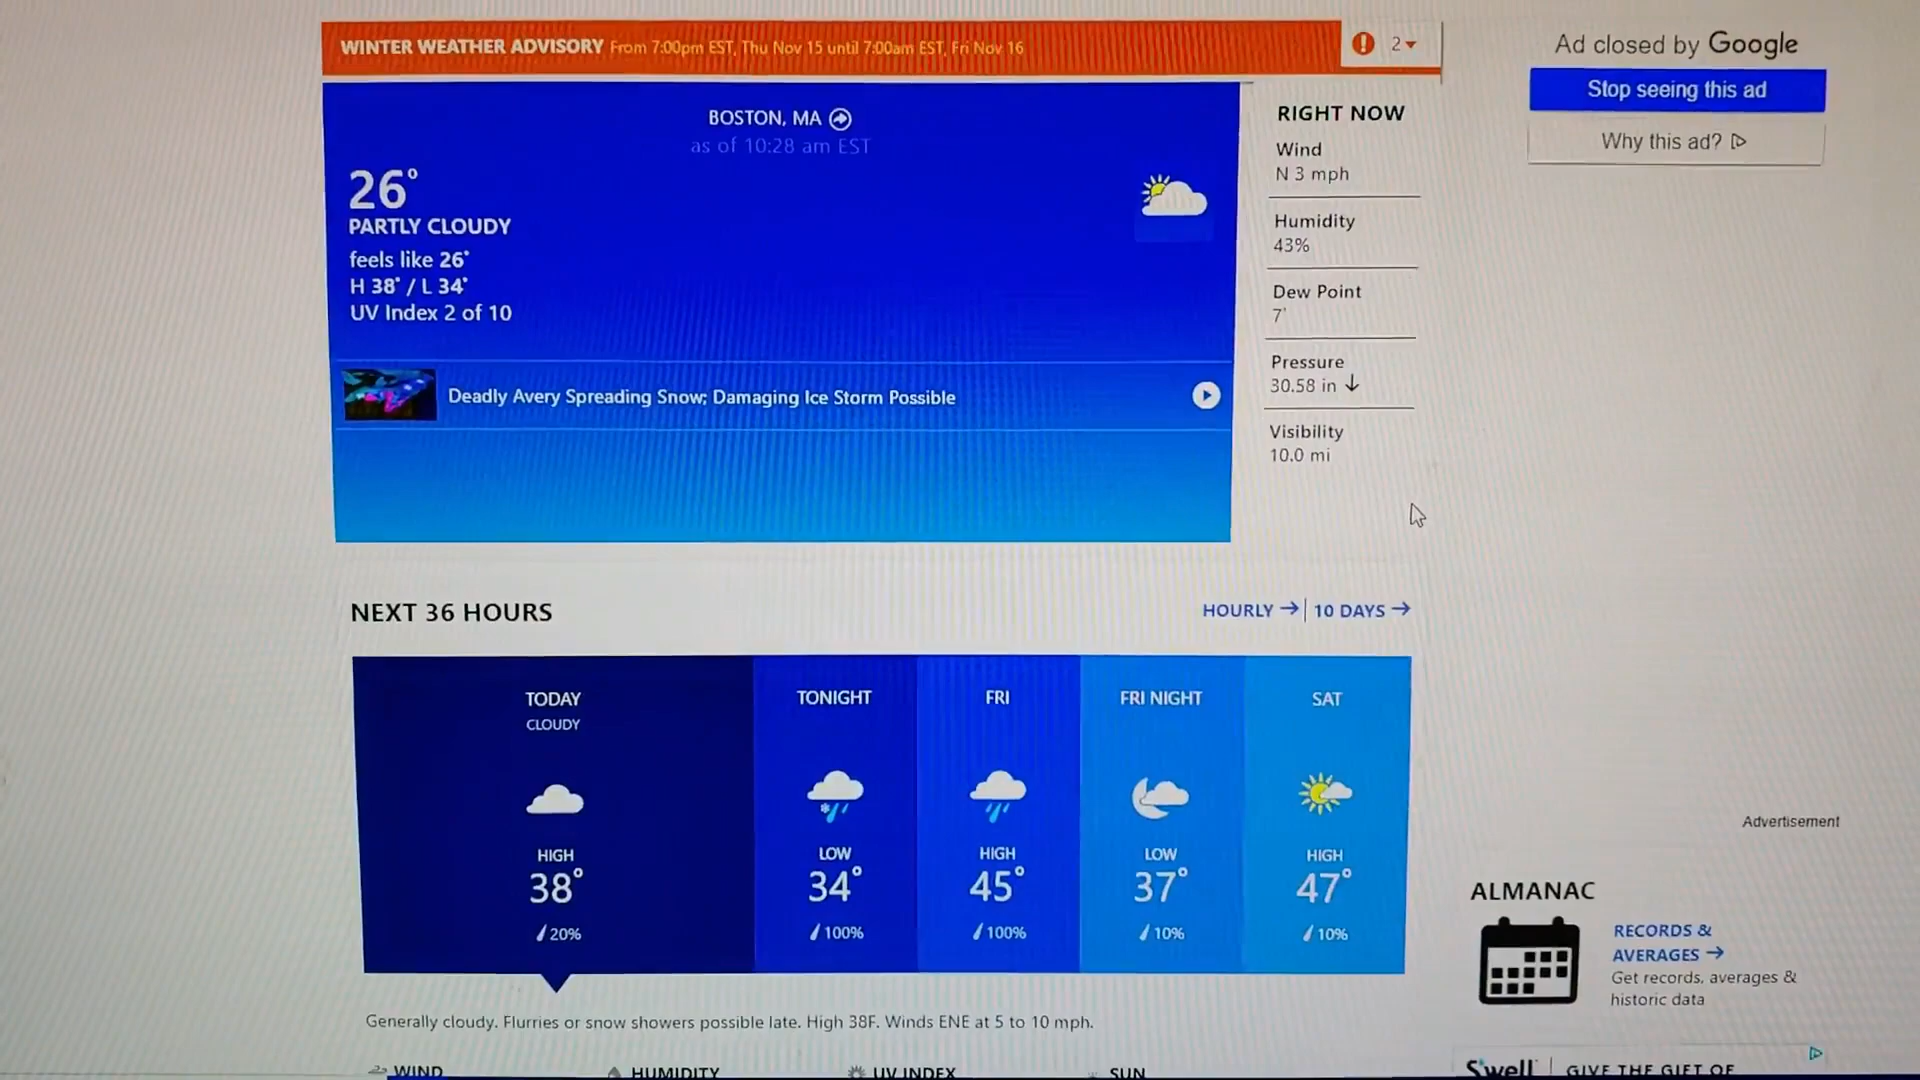 WINTER WEATHER ADVISORY From 7:00pm EST, Thu Nov 15 until 7:00am EST, Fri Nov 16
2
Ad closed by Google
Stop seeing this ad
Why this ad?
BOSTON, MA
as of 10:28 am EST
26°
PARTLY CLOUDY
feels like 26°
H 38° / L 34°
UV Index 2 of 10
RIGHT NOW
Wind
N 3 mph
Humidity
43%
Dew Point
7°
Pressure
30.58 in ↓
Visibility
10.0 mi
Deadly Avery Spreading Snow; Damaging Ice Storm Possible
NEXT 36 HOURS
HOURLY → | 10 DAYS →
TODAY
CLOUDY
HIGH
38°
20%
TONIGHT
LOW
34°
100%
FRI
HIGH
45°
100%
FRI NIGHT
LOW
37°
10%
SAT
HIGH
47°
10%
Generally cloudy. Flurries or snow showers possible late. High 38F. Winds ENE at 5 to 10 mph.
WIND
HUMIDITY
UV INDEX
SUN
Advertisement
ALMANAC
RECORDS &
AVERAGES →
Get records, averages &
historic data
S'well | GIVE THE GIFT OF